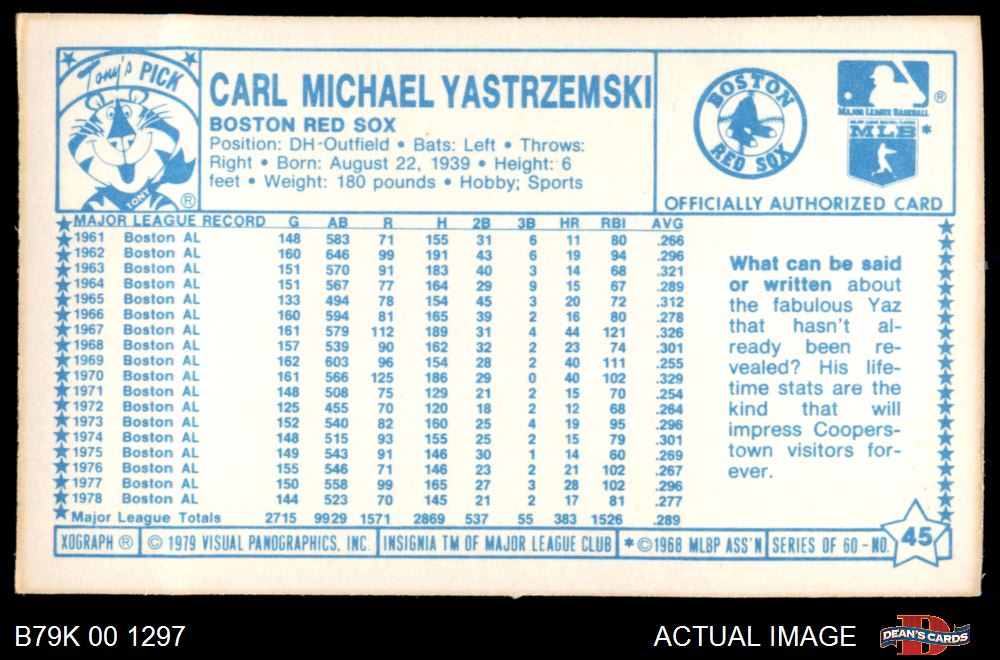 Tony's PICK
TONY
®
CARL MICHAEL YASTRZEMSKI
BOSTON RED SOX
Position: DH-Outfield • Bats: Left • Throws:
Right • Born: August 22, 1939 • Height: 6
feet • Weight: 180 pounds • Hobby; Sports
BOSTON
RED SOX
®
MAJOR LEAGUE BASEBALL
MAJOR LEAGUE BASEBALL PLAYERS
MLB*
OFFICIALLY AUTHORIZED CARD
MAJOR LEAGUE RECORD G AB R H 2B 3B HR RBI AVG
1961 Boston AL 148 583 71 155 31 6 11 80 .266
1962 Boston AL 160 646 99 191 43 6 19 94 .296
1963 Boston AL 151 570 91 183 40 3 14 68 .321
1964 Boston AL 151 567 77 164 29 9 15 67 .289
1965 Boston AL 133 494 78 154 45 3 20 72 .312
1966 Boston AL 160 594 81 165 39 2 16 80 .278
1967 Boston AL 161 579 112 189 31 4 44 121 .326
1968 Boston AL 157 539 90 162 32 2 23 74 .301
1969 Boston AL 162 603 96 154 28 2 40 111 .255
1970 Boston AL 161 566 125 186 29 0 40 102 .329
1971 Boston AL 148 508 75 129 21 2 15 70 .254
1972 Boston AL 125 455 70 120 18 2 12 68 .264
1973 Boston AL 152 540 82 160 25 4 19 95 .296
1974 Boston AL 148 515 93 155 25 2 15 79 .301
1975 Boston AL 149 543 91 146 30 1 14 60 .269
1976 Boston AL 155 546 71 146 23 2 21 102 .267
1977 Boston AL 150 558 99 165 27 3 28 102 .296
1978 Boston AL 144 523 70 145 21 2 17 81 .277
Major League Totals 2715 9929 1571 2869 537 55 383 1526 .289
What can be said
or written about
the fabulous Yaz
that hasn't al-
ready been re-
vealed? His life-
time stats are the
kind that will
impress Coopers-
town visitors for-
ever.
XOGRAPH ® © 1979 VISUAL PANOGRAPHICS, INC. INSIGNIA TM OF MAJOR LEAGUE CLUB *©1968 MLBP ASS'N SERIES OF 60 - NO. 45
B79K 00 1297
ACTUAL IMAGE
DEAN'S CARDS